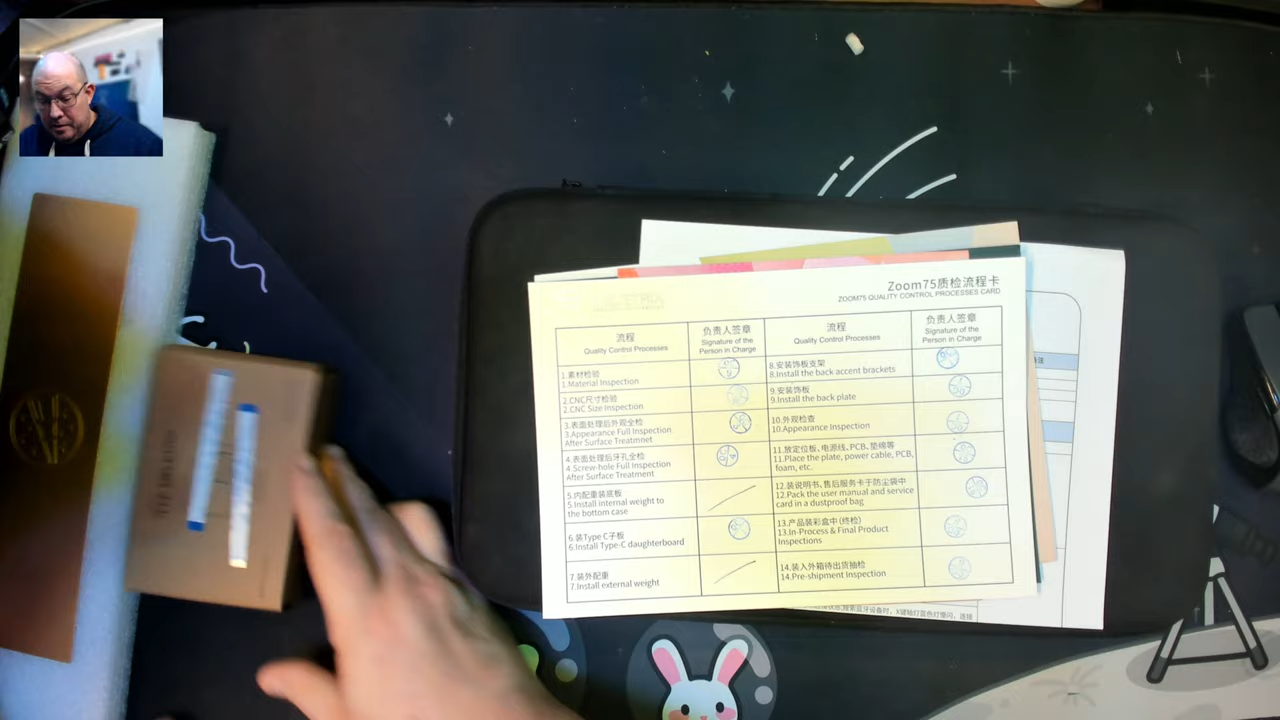 Zoom75质检流程卡
ZOOM75 QUALITY CONTROL PROCESSES CARD
流程
Quality Control Processes
负责人签章
Signature of the
Person in Charge
流程
Quality Control Processes
负责人签章
Signature of the
Person in Charge
1.素材检验
1.Material Inspection
8.安装饰板支架
8.Install the back accent brackets
2.CNC尺寸检验
2.CNC Size Inspection
9.安装饰板
9.Install the back plate
3.表面处理后外观全检
3.Appearance Full Inspection
After Surface Treatmnet
10.外观检查
10.Appearance Inspection
4.表面处理后牙孔全检
4.Screw-hole Full Inspection
After Surface Treatment
11.放定位板、电源线、PCB、垫棉等
11.Place the plate, power cable, PCB,
foam, etc.
5.内配重装底板
5.Install internal weight to
the bottom case
12.装说明书、售后服务卡于防尘袋中
12.Pack the user manual and service
card in a dustproof bag
6.装Type C子板
6.Install Type-C daughterboard
13.产品装彩盒中(终检)
13.In-Process & Final Product
Inspections
7.装外配重
7.Install external weight
14.装入外箱待出货抽检
14.Pre-shipment Inspection